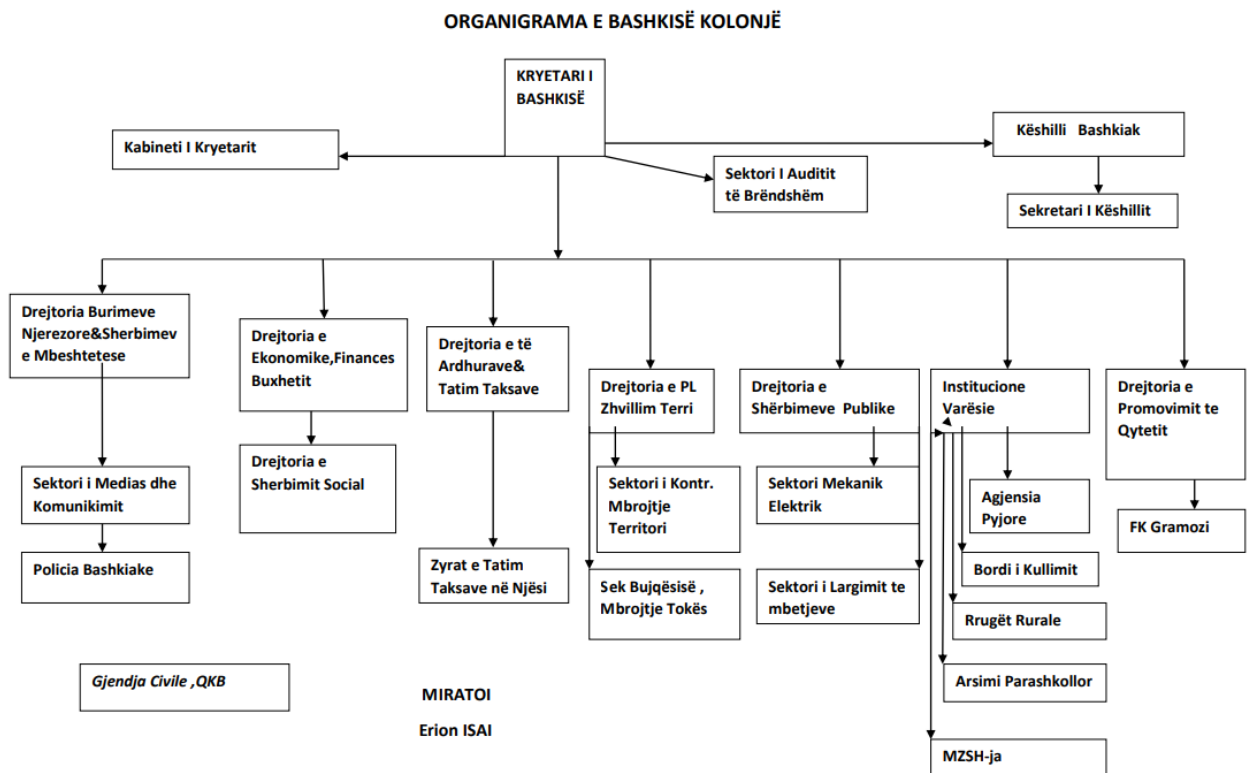 ORGANIGRAMA E BASHKISË KOLONJË
KRYETARI I
BASHKISË
Kabineti I Kryetarit
Këshilli Bashkiak
Sektori I Auditit
të Brëndshëm
Sekretari I Këshillit
Drejtoria Burimeve
Njerezore&Sherbimev
e Mbeshtetese
Drejtoria e
Ekonomike,Finances
Buxhetit
Drejtoria e të
Ardhurave&
Tatim Taksave
Drejtoria e PL
Zhvillim Terri
Drejtoria e
Shërbimeve Publike
Institucione
Varësie
Drejtoria e
Promovimit te
Qytetit
Sektori i Medias dhe
Komunikimit
Drejtoria e
Sherbimit Social
Sektori i Kontr.
Mbrojtje
Territori
Sektori Mekanik
Elektrik
Agjensia
Pyjore
FK Gramozi
Policia Bashkiake
Zyrat e Tatim
Taksave në Njësi
Sek Bujqësisë ,
Mbrojtje Tokës
Sektori i Largimit te
mbetjeve
Bordi i Kullimit
Rrugët Rurale
Arsimi Parashkollor
MZSH-ja
Gjendja Civile ,QKB
MIRATOI
Erion ISAI